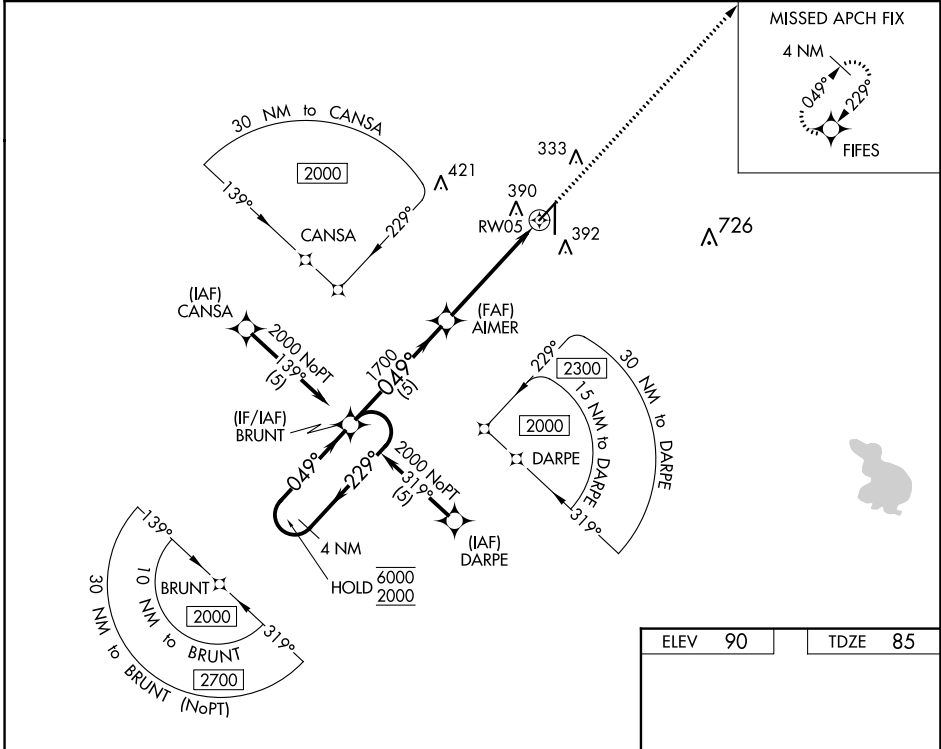 MISSED APCH FIX
4 NM
049°
229°
FIFES
30 NM to CANSA
2000
139°
229°
CANSA
421
333
390
RW05
392
726
(IAF)
CANSA
2000 NoPT
139°
(5)
(FAF)
AIMER
1700
049°
(5)
(IF/IAF)
BRUNT
049°
229°
4 NM
HOLD 6000
2000
2000 NoPT
319°
(5)
(IAF)
DARPE
229°
2300
30 NM to DARPE
15 NM to DARPE
2000
DARPE
319°
139°
BRUNT
2000
10 NM to BRUNT
319°
2700
30 NM to BRUNT (NoPT)
ELEV 90
TDZE 85